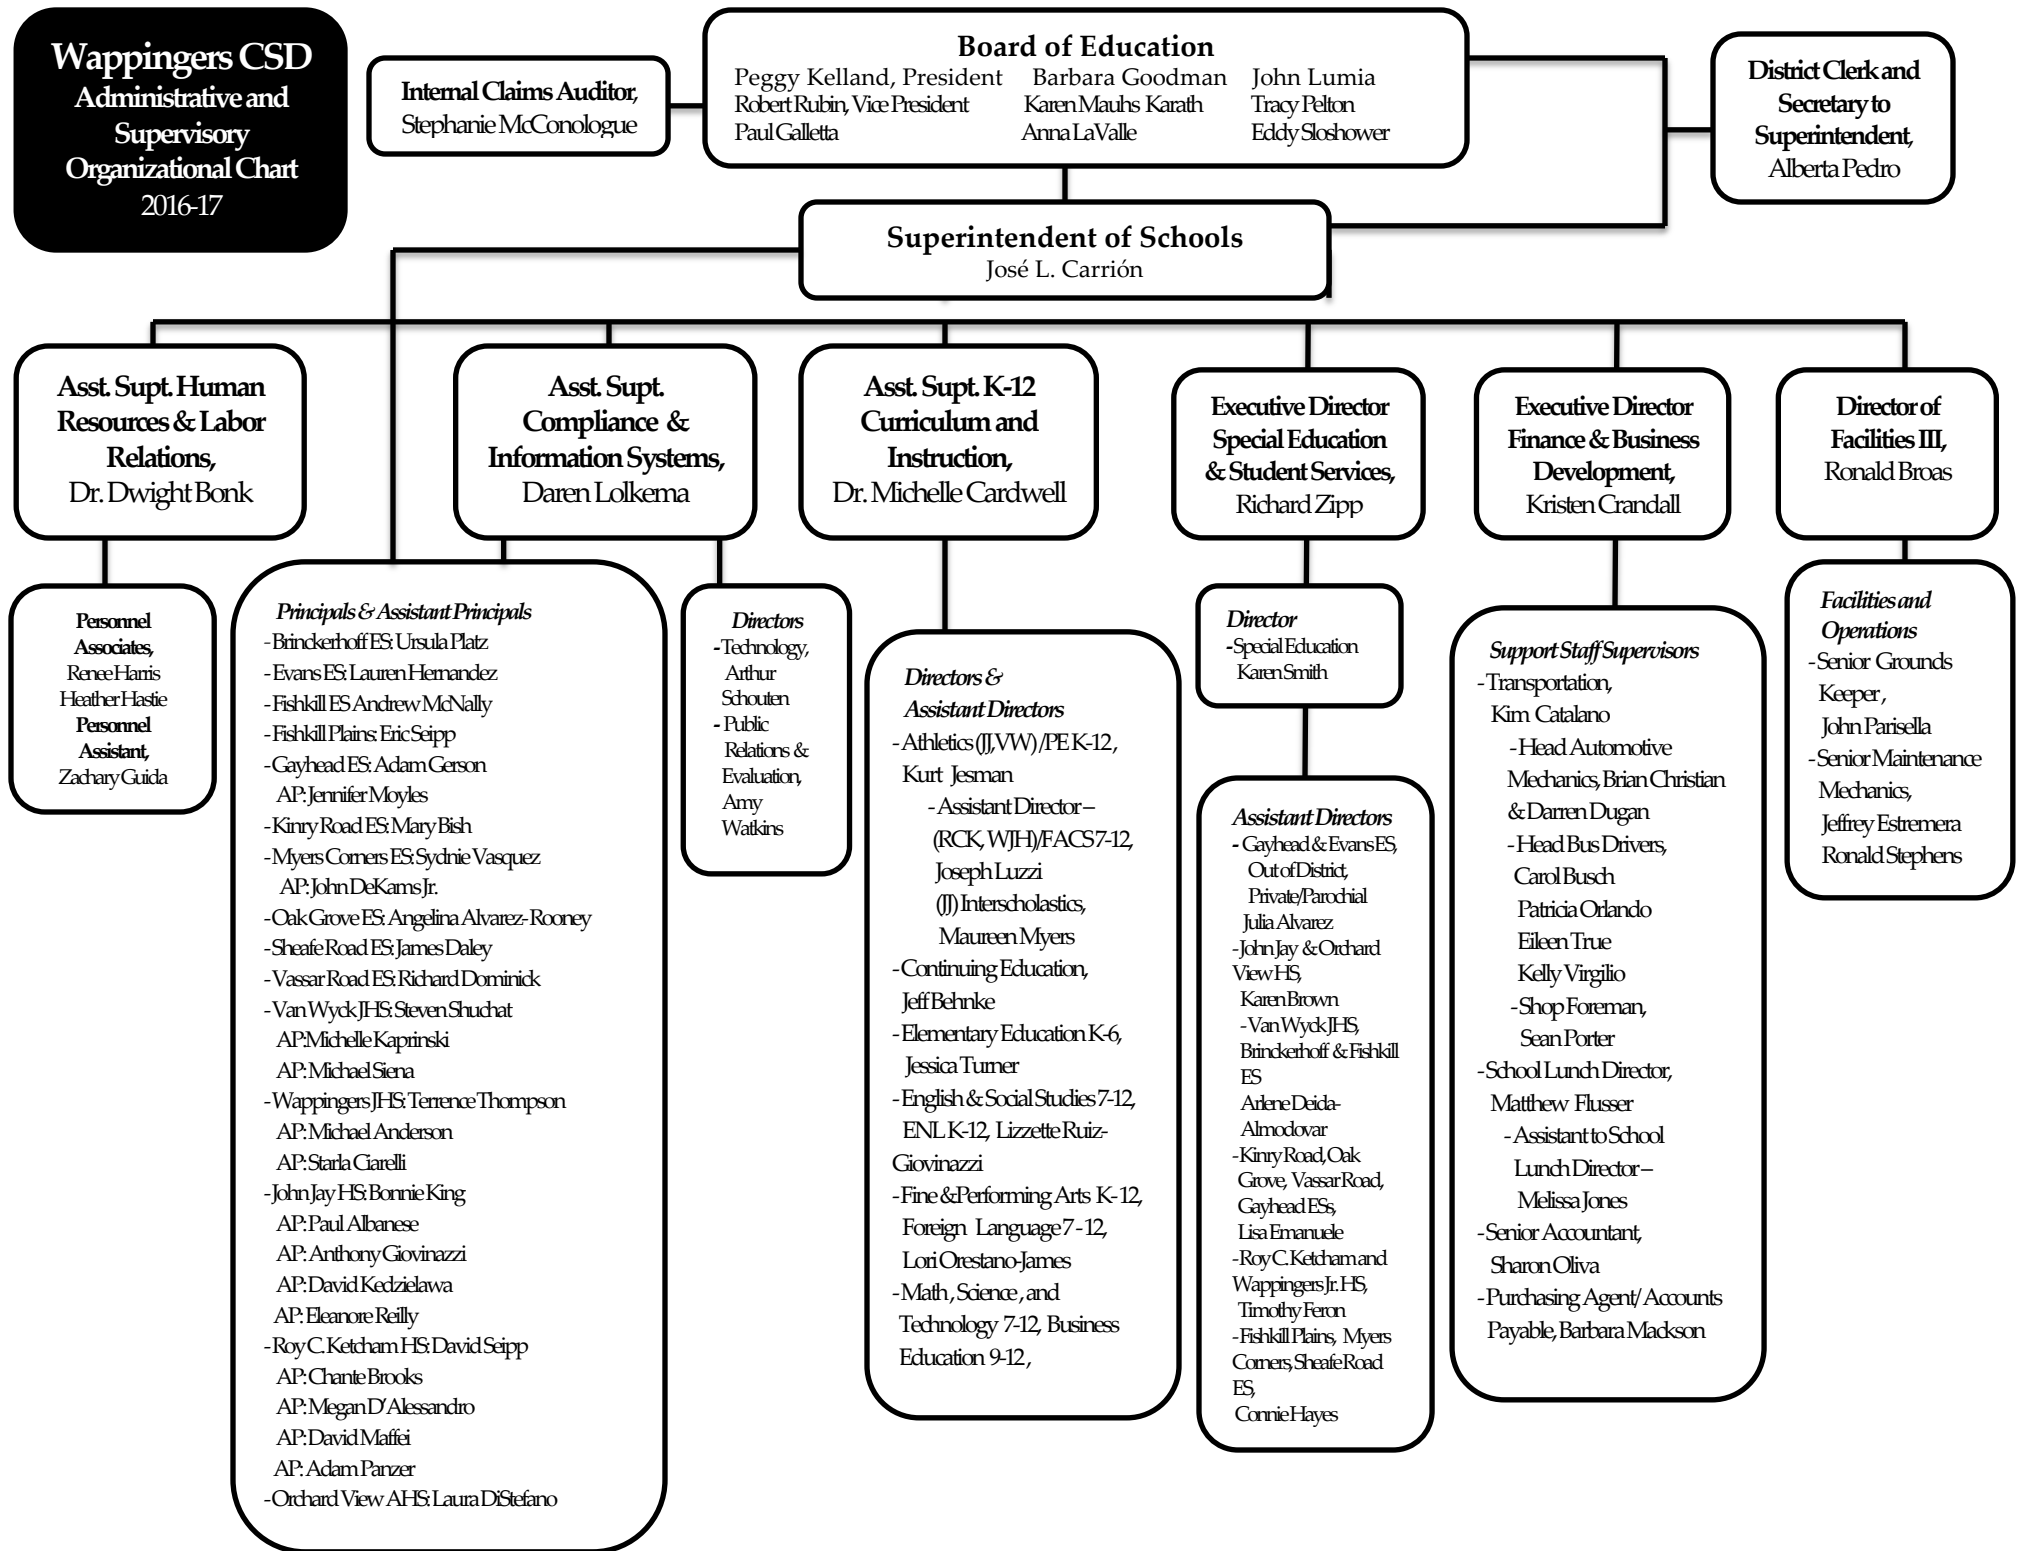 Wappingers CSD
Administrative and
Supervisory
Organizational Chart
2016-17
Internal Claims Auditor,
Stephanie McConologue
Board of Education
Peggy Kelland, President Barbara Goodman John Lumia
Robert Rubin, Vice President Karen Mauhs Karath Tracy Pelton
Paul Galletta Anna LaValle Eddy Sloshower
District Clerk and
Secretary to
Superintendent,
Alberta Pedro
Superintendent of Schools
José L. Carrión
Asst. Supt. Human
Resources & Labor
Relations,
Dr. Dwight Bonk
Asst. Supt.
Compliance &
Information Systems,
Daren Lolkema
Asst. Supt. K-12
Curriculum and
Instruction,
Dr. Michelle Cardwell
Executive Director
Special Education
& Student Services,
Richard Zipp
Executive Director
Finance & Business
Development,
Kristen Crandall
Director of
Facilities III,
Ronald Broas
Personnel
Associates,
Renee Harris
Heather Hastie
Personnel
Assistant,
Zachary Guida
Principals & Assistant Principals
-Brinckerhoff ES: Ursula Platz
-Evans ES: Lauren Hernandez
-Fishkill ES Andrew McNally
-Fishkill Plains: Eric Seipp
-Gayhead ES: Adam Gerson
AP: Jennifer Moyles
-Kinry Road ES: Mary Bish
-Myers Corners ES: Sydnie Vasquez
AP: John DeKams Jr.
-Oak Grove ES: Angelina Alvarez-Rooney
-Sheafe Road ES: James Daley
-Vassar Road ES: Richard Dominick
-Van Wyck JHS: Steven Shuchat
AP:Michelle Kaprinski
AP: Michael Siena
-Wappingers JHS: Terrence Thompson
AP: Michael Anderson
AP: Starla Ciarelli
-John Jay HS: Bonnie King
AP: Paul Albanese
AP: Anthony Giovinazzi
AP: David Kedzielawa
AP: Eleanore Reilly
-Roy C. Ketcham HS: David Seipp
AP: Chante Brooks
AP: Megan D'Alessandro
AP: David Maffei
AP: Adam Panzer
-Orchard View AHS: Laura DiStefano
Directors
-Technology,
Arthur
Schouten
- Public
Relations &
Evaluation,
Amy
Watkins
Directors &
Assistant Directors
-Athletics (JJ,VW) /PE K-12 ,
Kurt Jesman
-Assistant Director –
(RCK, WJH)/FACS 7-12,
Joseph Luzzi
(JJ) Interscholastics,
Maureen Myers
-Continuing Education,
Jeff Behnke
-Elementary Education K-6,
Jessica Turner
-English & Social Studies 7-12,
ENL K-12, Lizzette Ruiz-
Giovinazzi
-Fine &Performing Arts K-12,
Foreign Language 7 -12,
Lori Orestano-James
-Math , Science , and
Technology 7-12, Business
Education 9-12 ,
Director
-Special Education
Karen Smith
Assistant Directors
- Gayhead & Evans ES,
Out of District,
Private/Parochial
Julia Alvarez
-John Jay & Orchard
View HS,
Karen Brown
-Van Wyck JHS,
Brinckerhoff & Fishkill
ES
Arlene Deida-
Almodovar
-Kinry Road, Oak
Grove, Vassar Road,
Gayhead ESs,
Lisa Emanuele
-Roy C. Ketcham and
Wappingers Jr. HS,
Timothy Feron
-Fishkill Plains, Myers
Corners, Sheafe Road
ES,
Connie Hayes
Support Staff Supervisors
-Transportation,
Kim Catalano
-Head Automotive
Mechanics, Brian Christian
& Darren Dugan
-Head Bus Drivers,
Carol Busch
Patricia Orlando
Eileen True
Kelly Virgilio
-Shop Foreman,
Sean Porter
-School Lunch Director,
Matthew Flusser
-Assistant to School
Lunch Director –
Melissa Jones
-Senior Accountant,
Sharon Oliva
-Purchasing Agent/Accounts
Payable, Barbara Mackson
Facilities and
Operations
-Senior Grounds
Keeper ,
John Parisella
-Senior Maintenance
Mechanics,
Jeffrey Estremera
Ronald Stephens